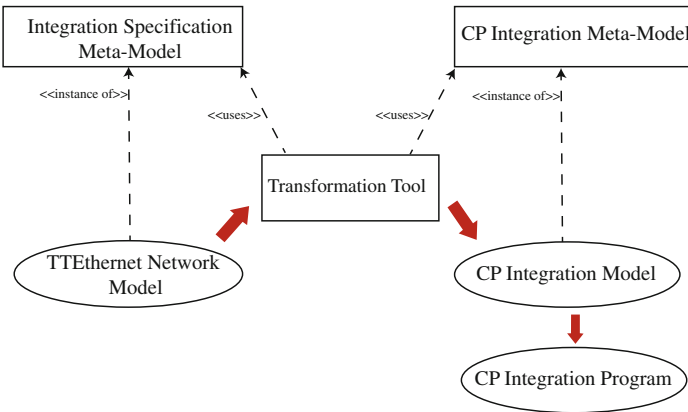 Integration Specification
Meta-Model
CP Integration Meta-Model
<<instance of>>
<<uses>>
<<uses>>
<<instance of>>
Transformation Tool
TTEthernet Network
Model
CP Integration Model
CP Integration Program